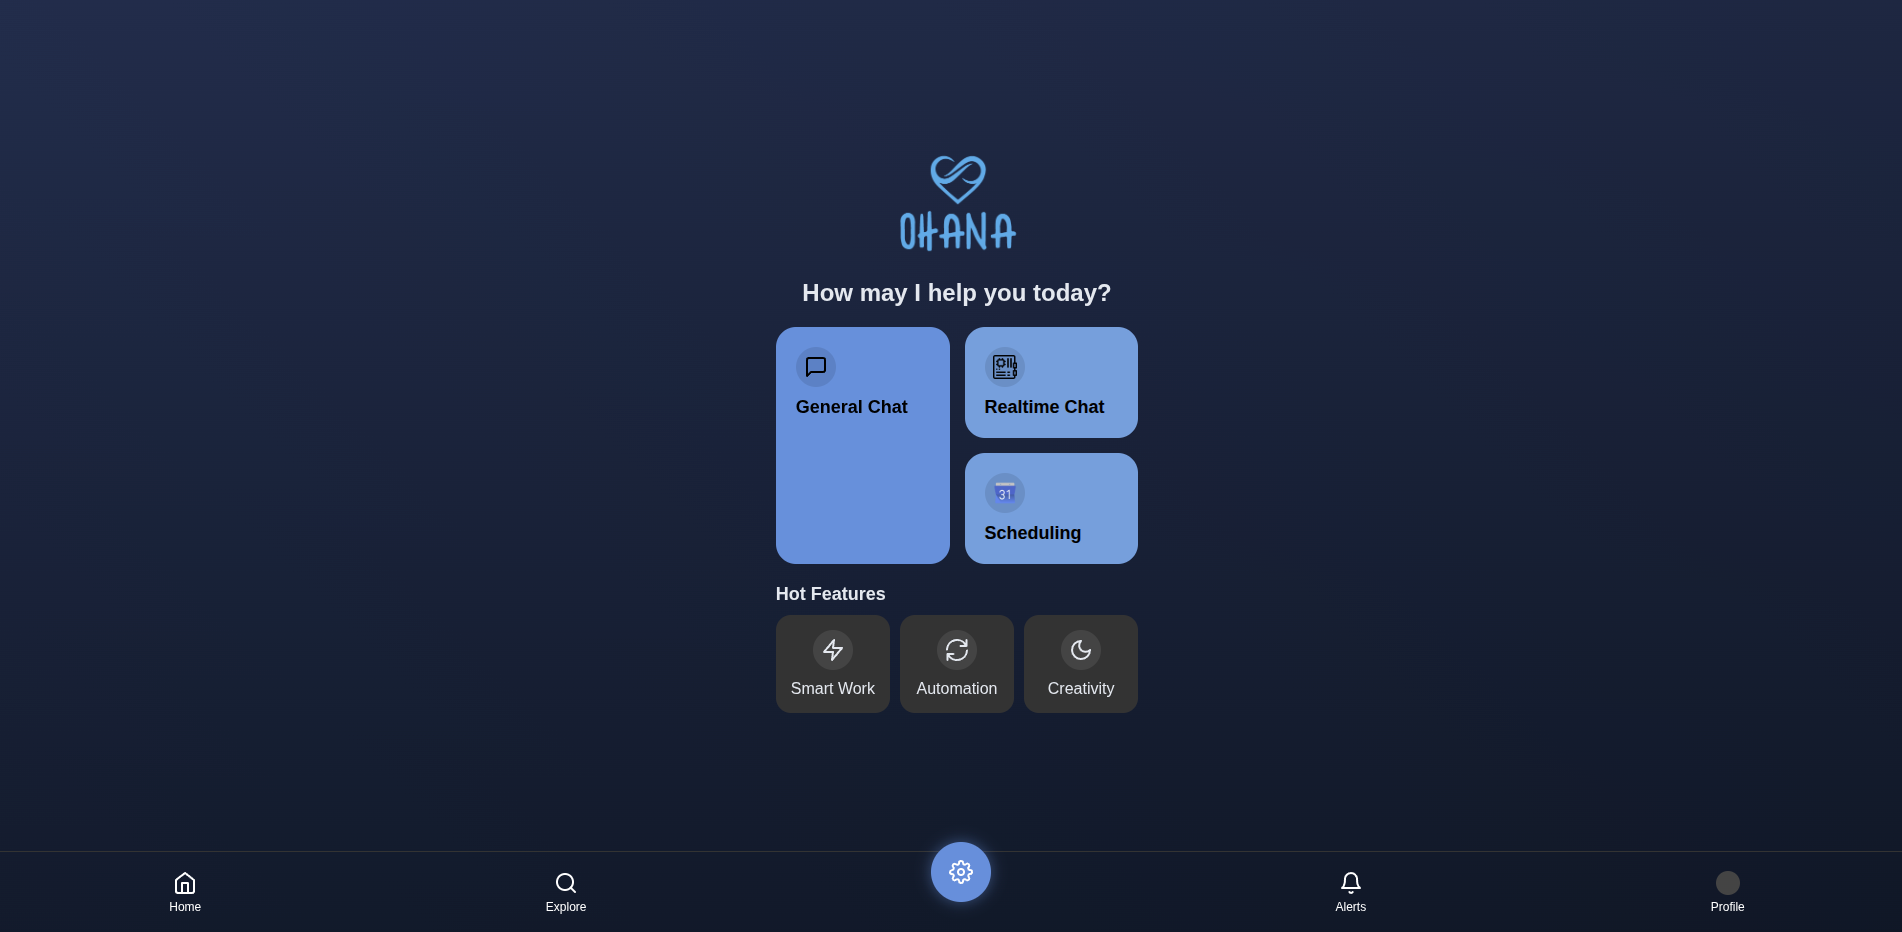 OHANA
How may I help you today?
General Chat
Realtime Chat
31
Scheduling
Hot Features
Smart Work
Automation
Creativity
Home
Explore
Alerts
Profile